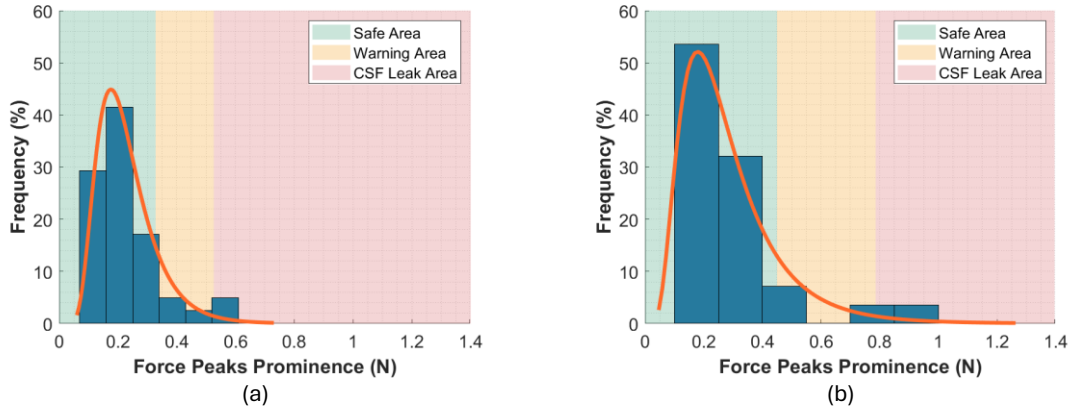 60
50
40
30
20
10
0
Frequency (%)
Safe Area
Warning Area
CSF Leak Area
0 0.2 0.4 0.6 0.8 1 1.2 1.4
Force Peaks Prominence (N)
(a)
60
50
40
30
20
10
0
Frequency (%)
Safe Area
Warning Area
CSF Leak Area
0 0.2 0.4 0.6 0.8 1 1.2 1.4
Force Peaks Prominence (N)
(b)